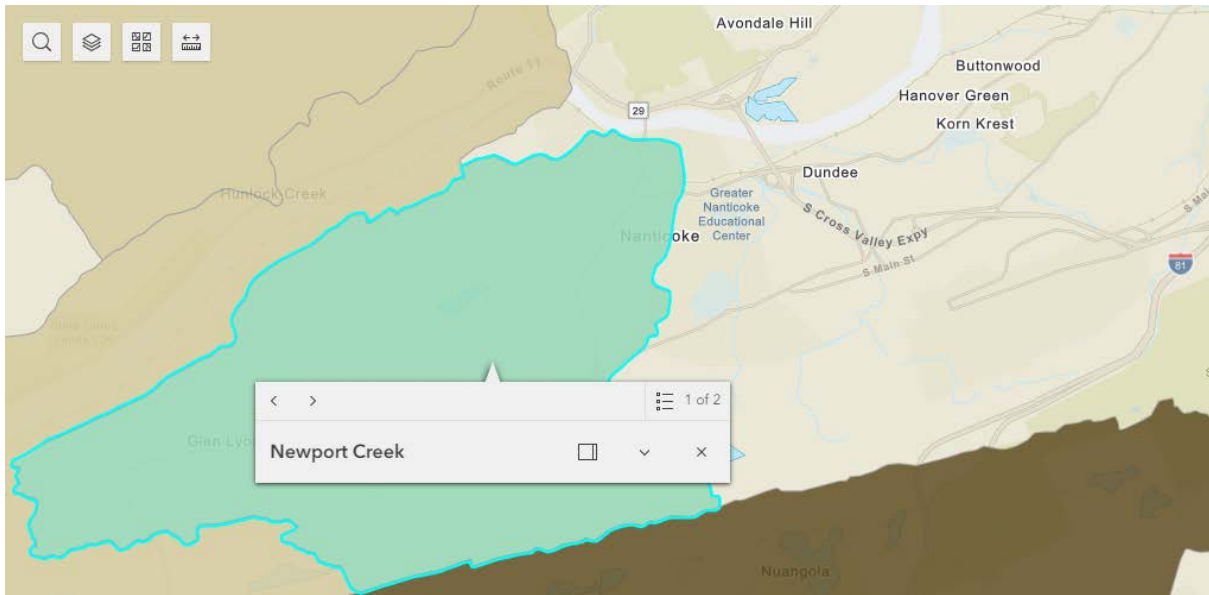 Avondale Hill
Buttonwood
Route 11
Hanover Green
29
Korn Krest
Dundee
Hunlock Creek
Greater
Nanticoke
Educational
Center
S Cross Valley Expy
Nanticoke
S Main St
81
1 of 2
Glen Lyo
Newport Creek
Nuangola